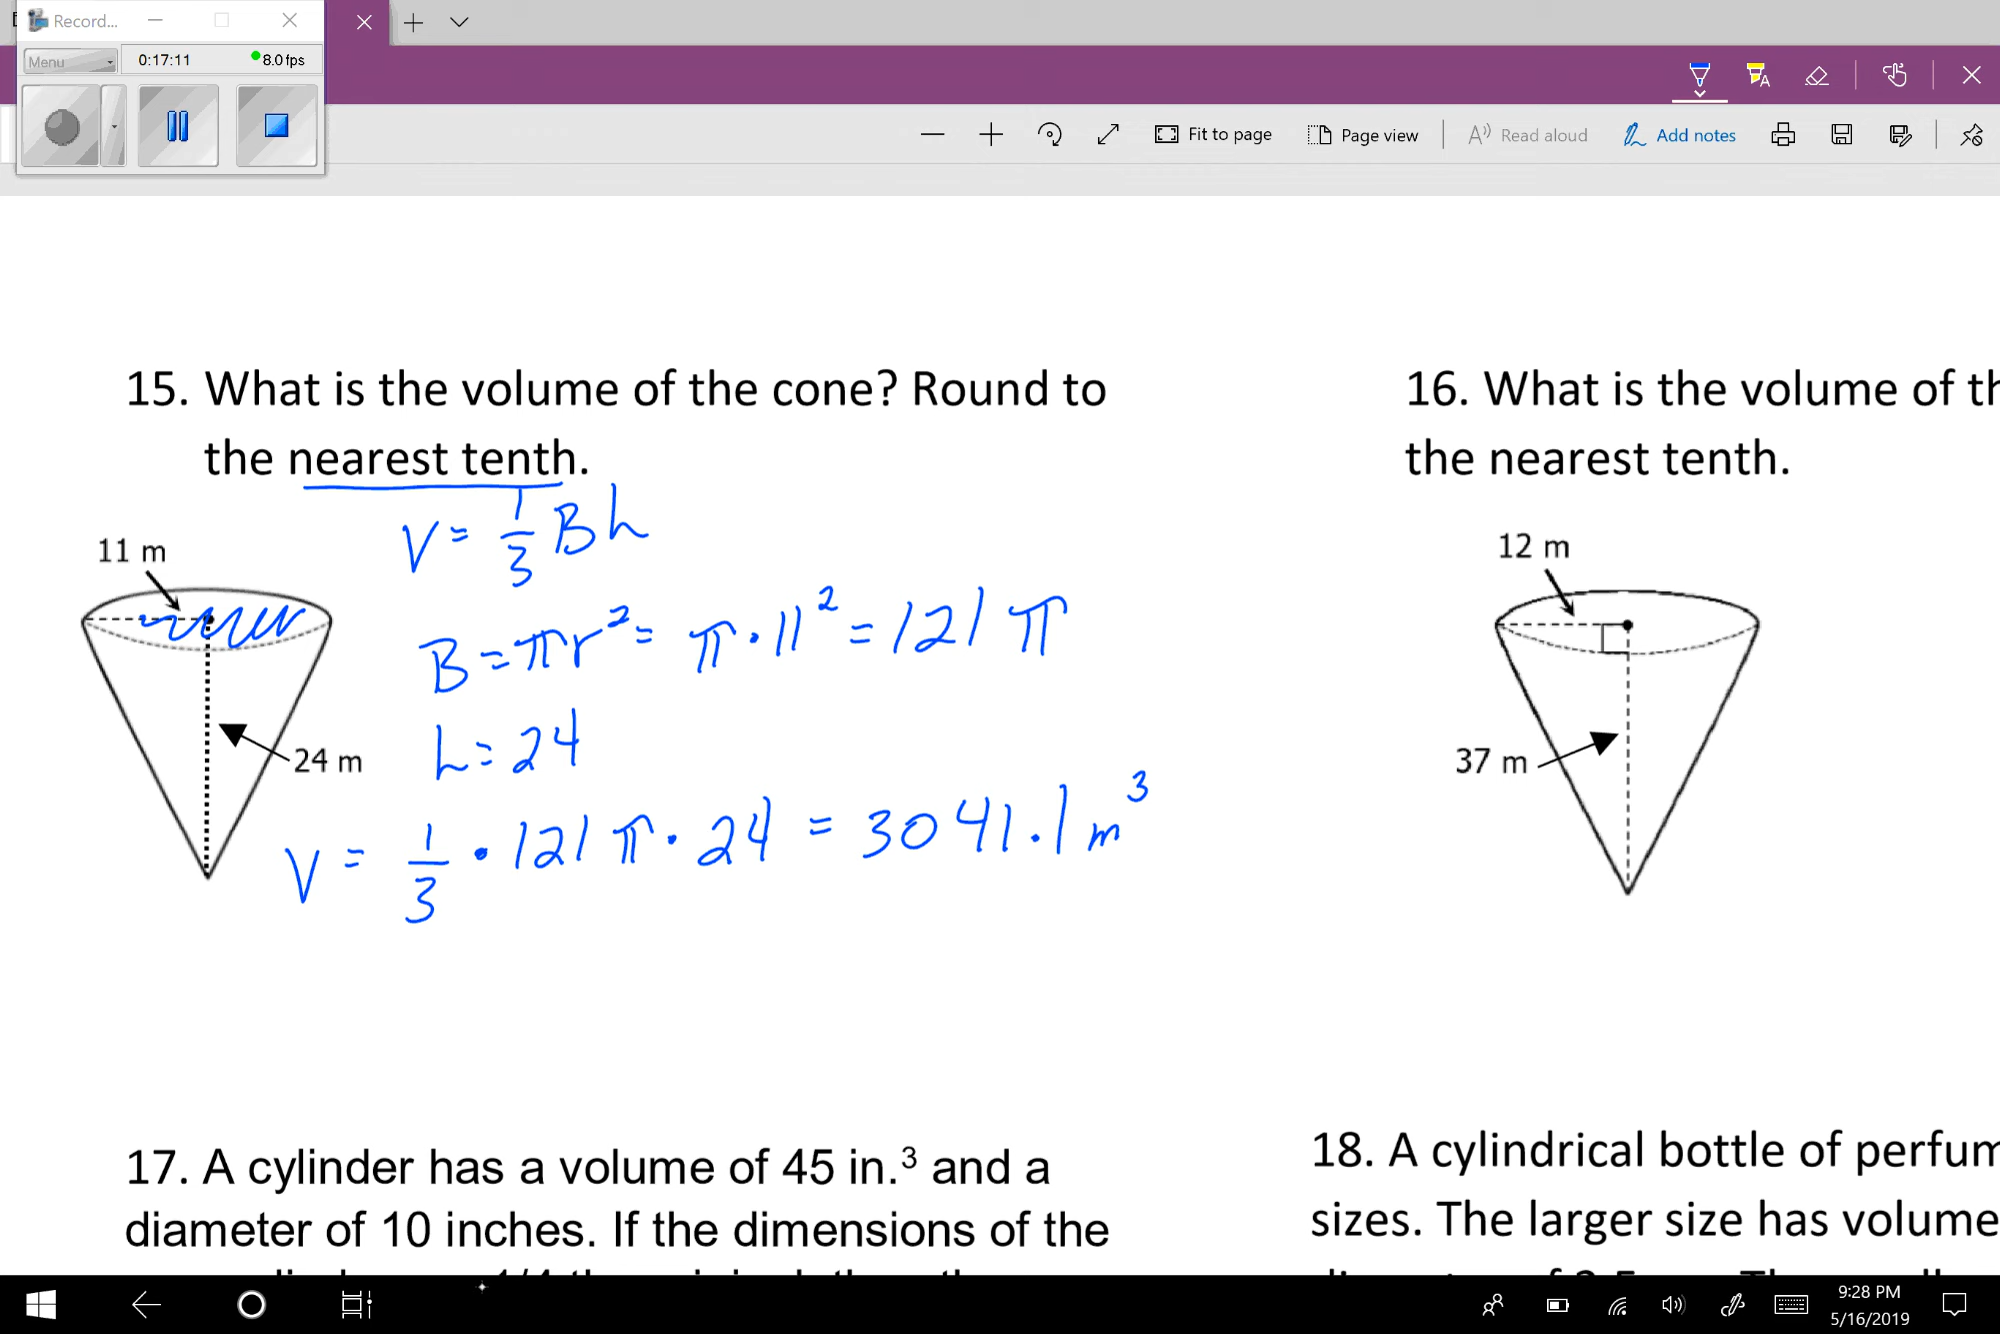 Record...
Menu
0:17:11
8.0 fps
Fit to page
Page view
Read aloud
Add notes
15. What is the volume of the cone? Round to
the nearest tenth.
V = 1/3 Bh
11 m
B = πr² = π · 11² = 121 π
h = 24
24 m
V = 1/3 · 121 π · 24 = 3041.1 m³
16. What is the volume of th
the nearest tenth.
12 m
37 m
17. A cylinder has a volume of 45 in.³ and a
diameter of 10 inches. If the dimensions of the
18. A cylindrical bottle of perfum
sizes. The larger size has volume
9:28 PM
5/16/2019